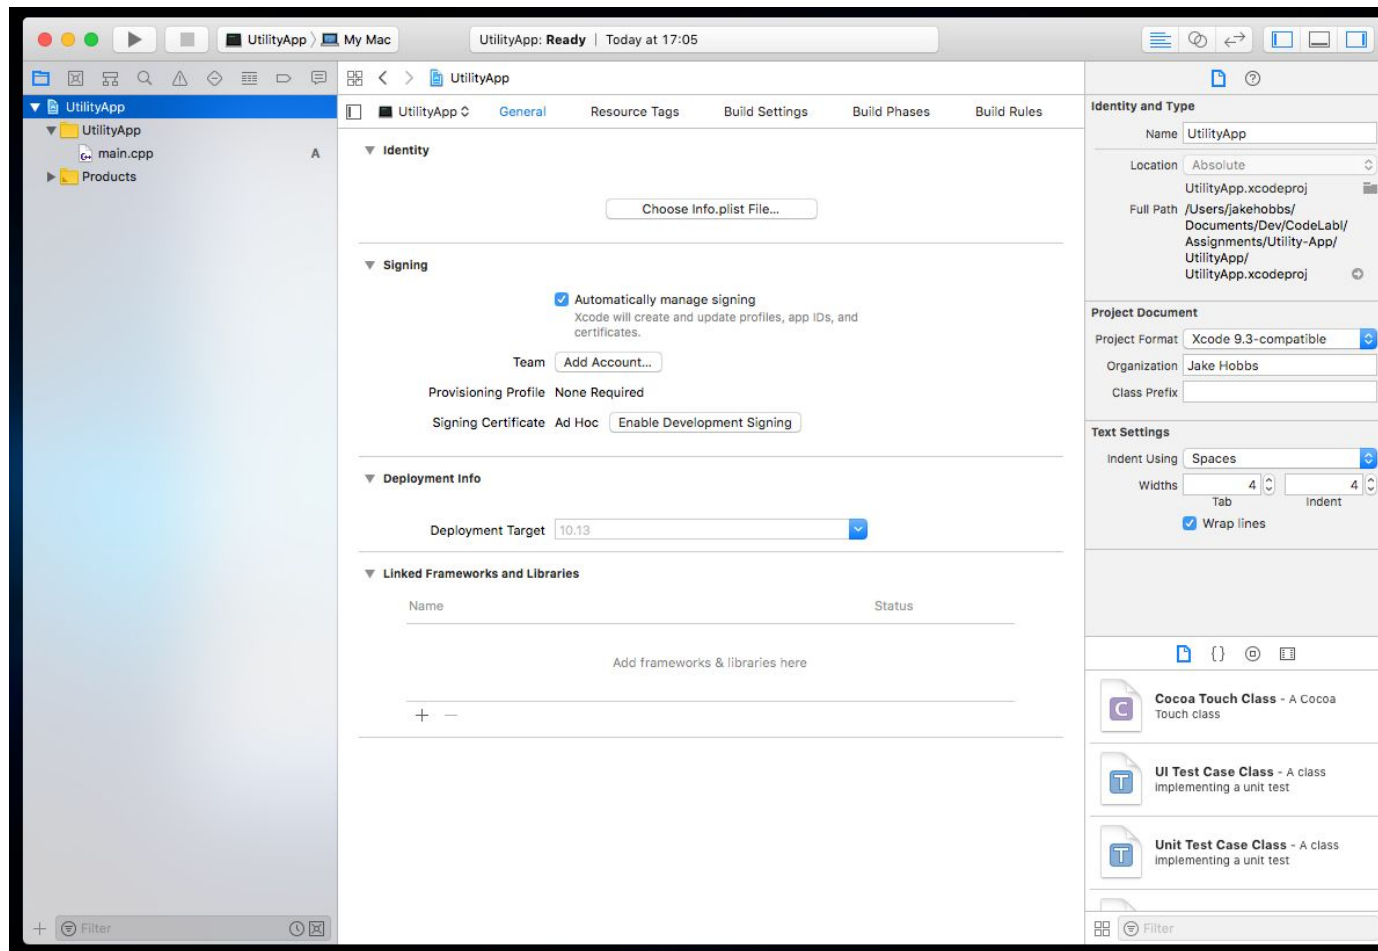 UtilityApp My Mac
UtilityApp: Ready | Today at 17:05
UtilityApp
UtilityApp
main.cpp A
Products
Filter
UtilityApp
UtilityApp General Resource Tags Build Settings Build Phases Build Rules
Identity
Choose Info.plist File...
Signing
Automatically manage signing
Xcode will create and update profiles, app IDs, and
certificates.
Team Add Account...
Provisioning Profile None Required
Signing Certificate Ad Hoc Enable Development Signing
Deployment Info
Deployment Target 10.13
Linked Frameworks and Libraries
Name Status
Add frameworks & libraries here
Identity and Type
Name UtilityApp
Location Absolute
UtilityApp.xcodeproj
Full Path /Users/jakehobbs/
Documents/Dev/CodeLabI/
Assignments/Utility-App/
UtilityApp/
UtilityApp.xcodeproj
Project Document
Project Format Xcode 9.3-compatible
Organization Jake Hobbs
Class Prefix
Text Settings
Indent Using Spaces
Widths 4 4
Tab Indent
Wrap lines
Cocoa Touch Class - A Cocoa
Touch class
UI Test Case Class - A class
implementing a unit test
Unit Test Case Class - A class
implementing a unit test
Filter